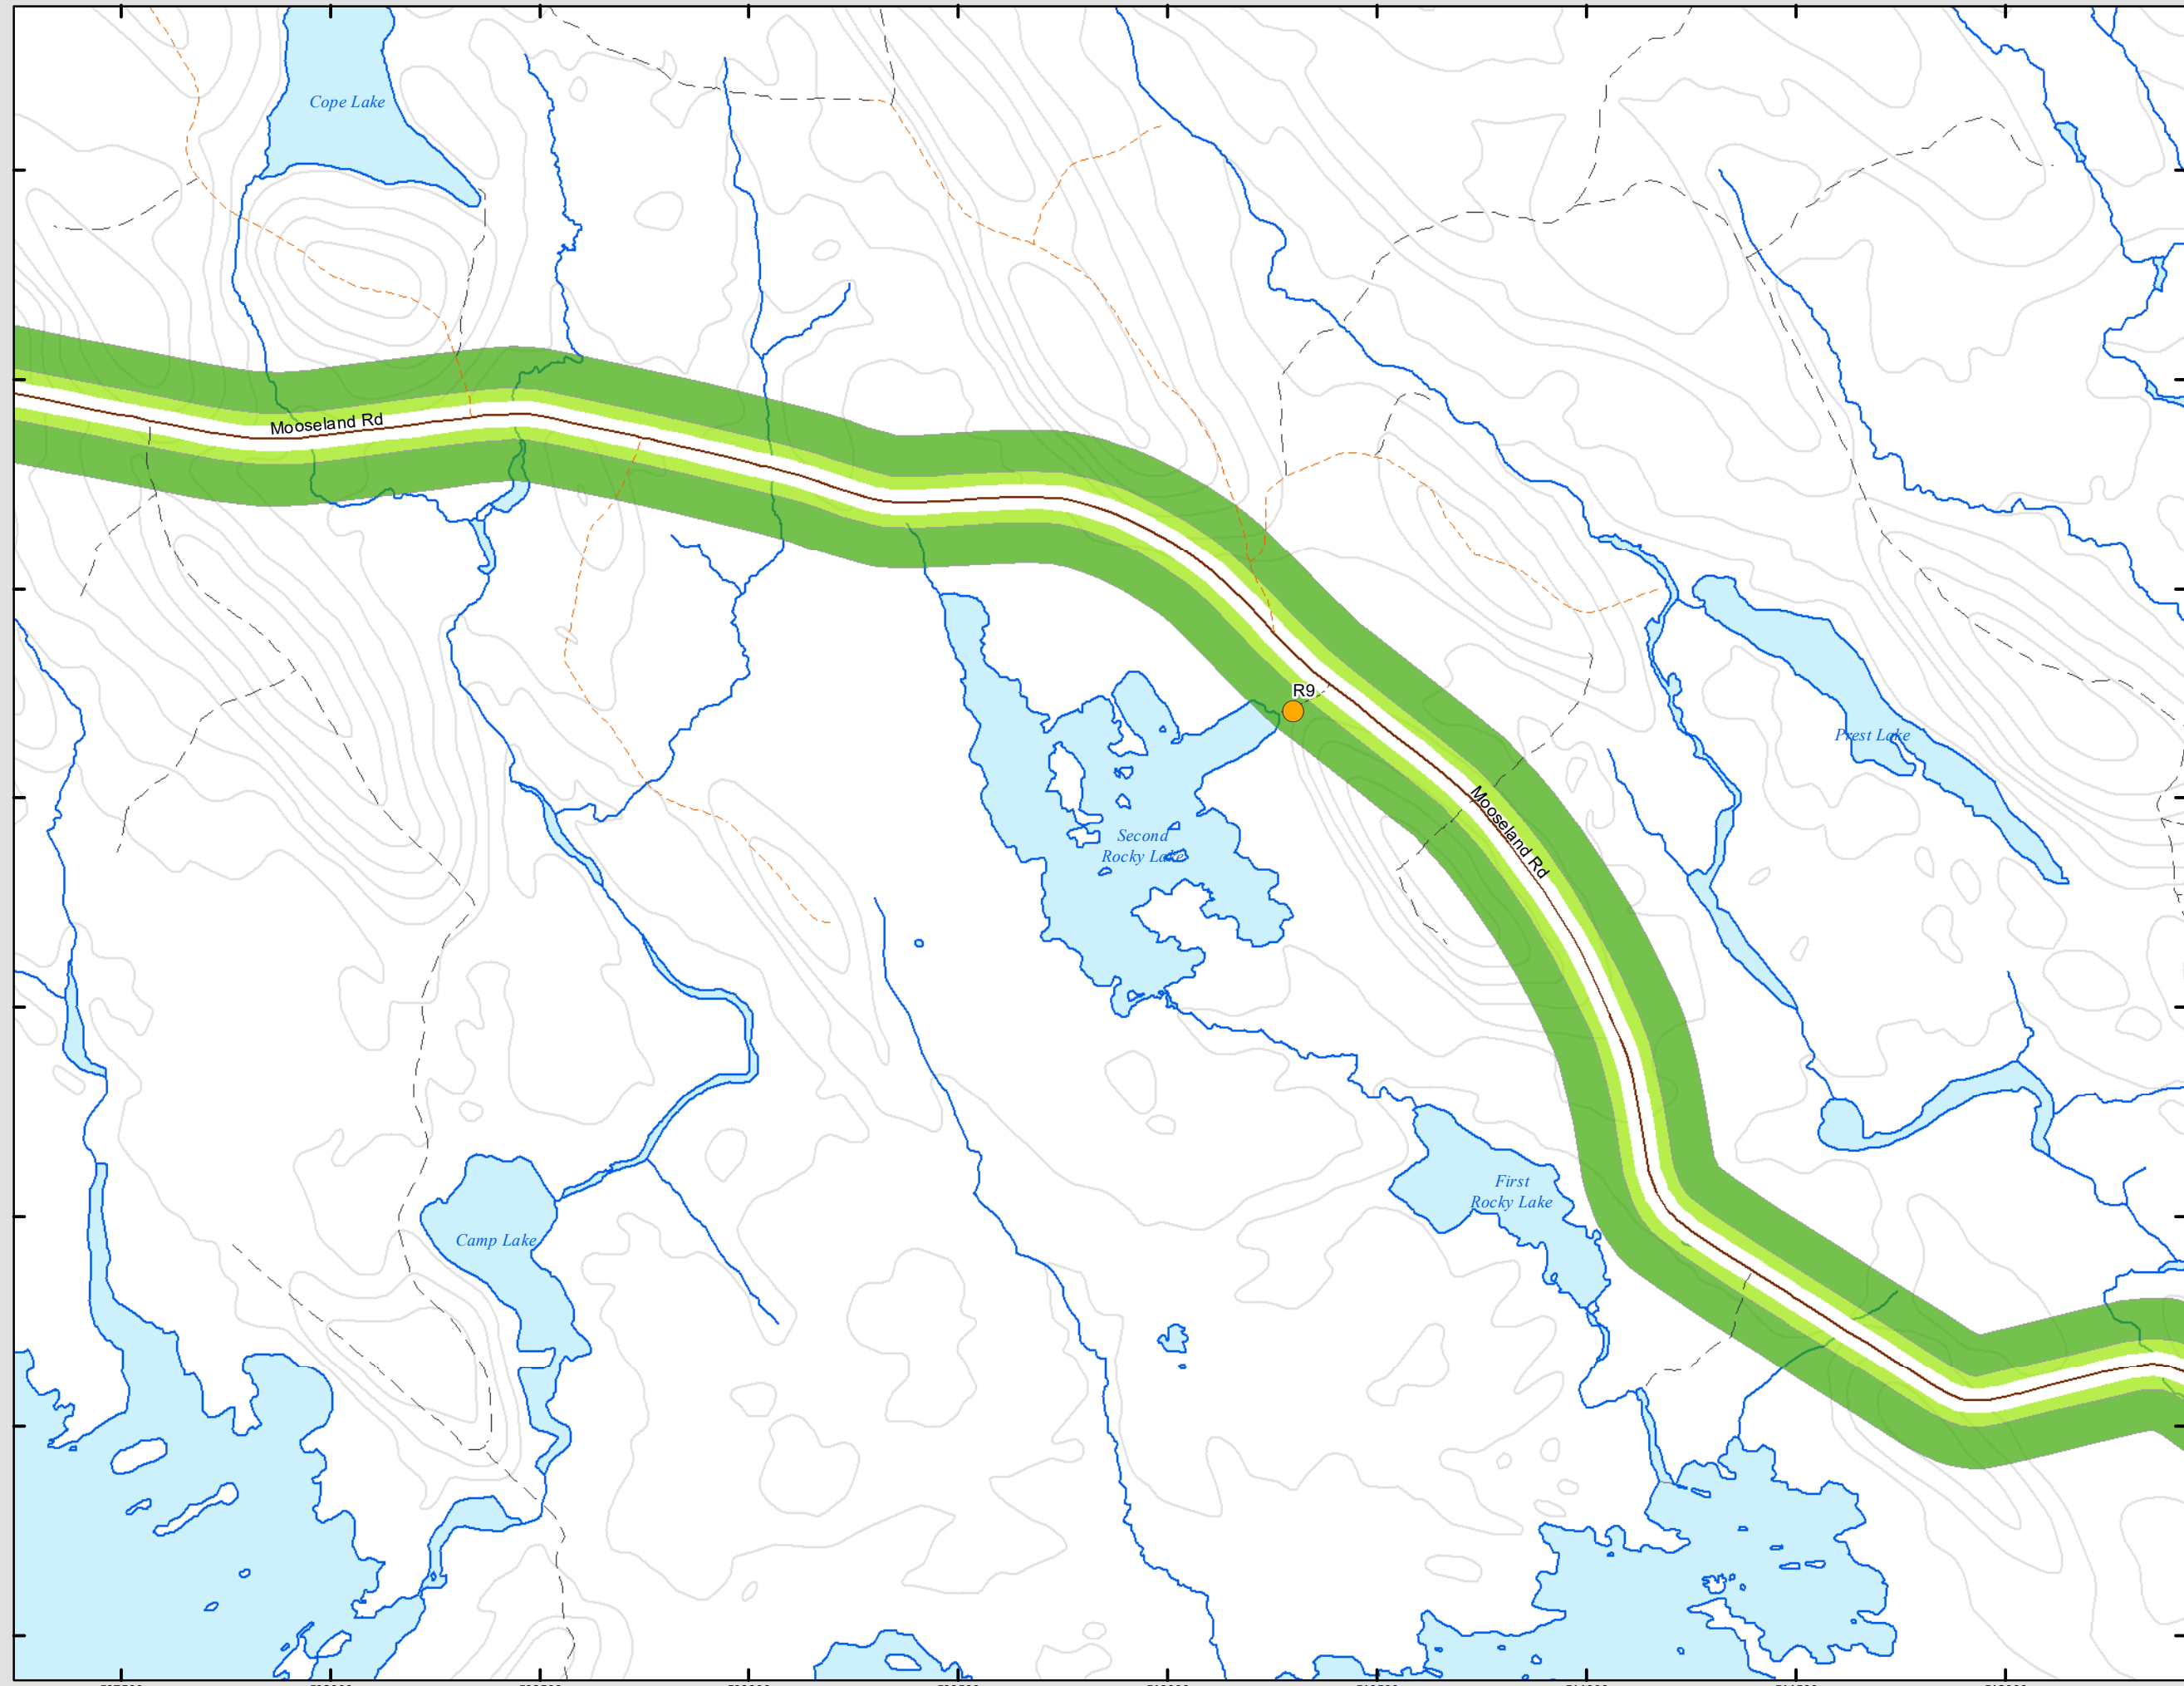 Cope Lake
Mooseland Rd
R9
Prest Lake
Mooseland Rd
Second
Rocky Lake
First
Rocky Lake
Camp Lake